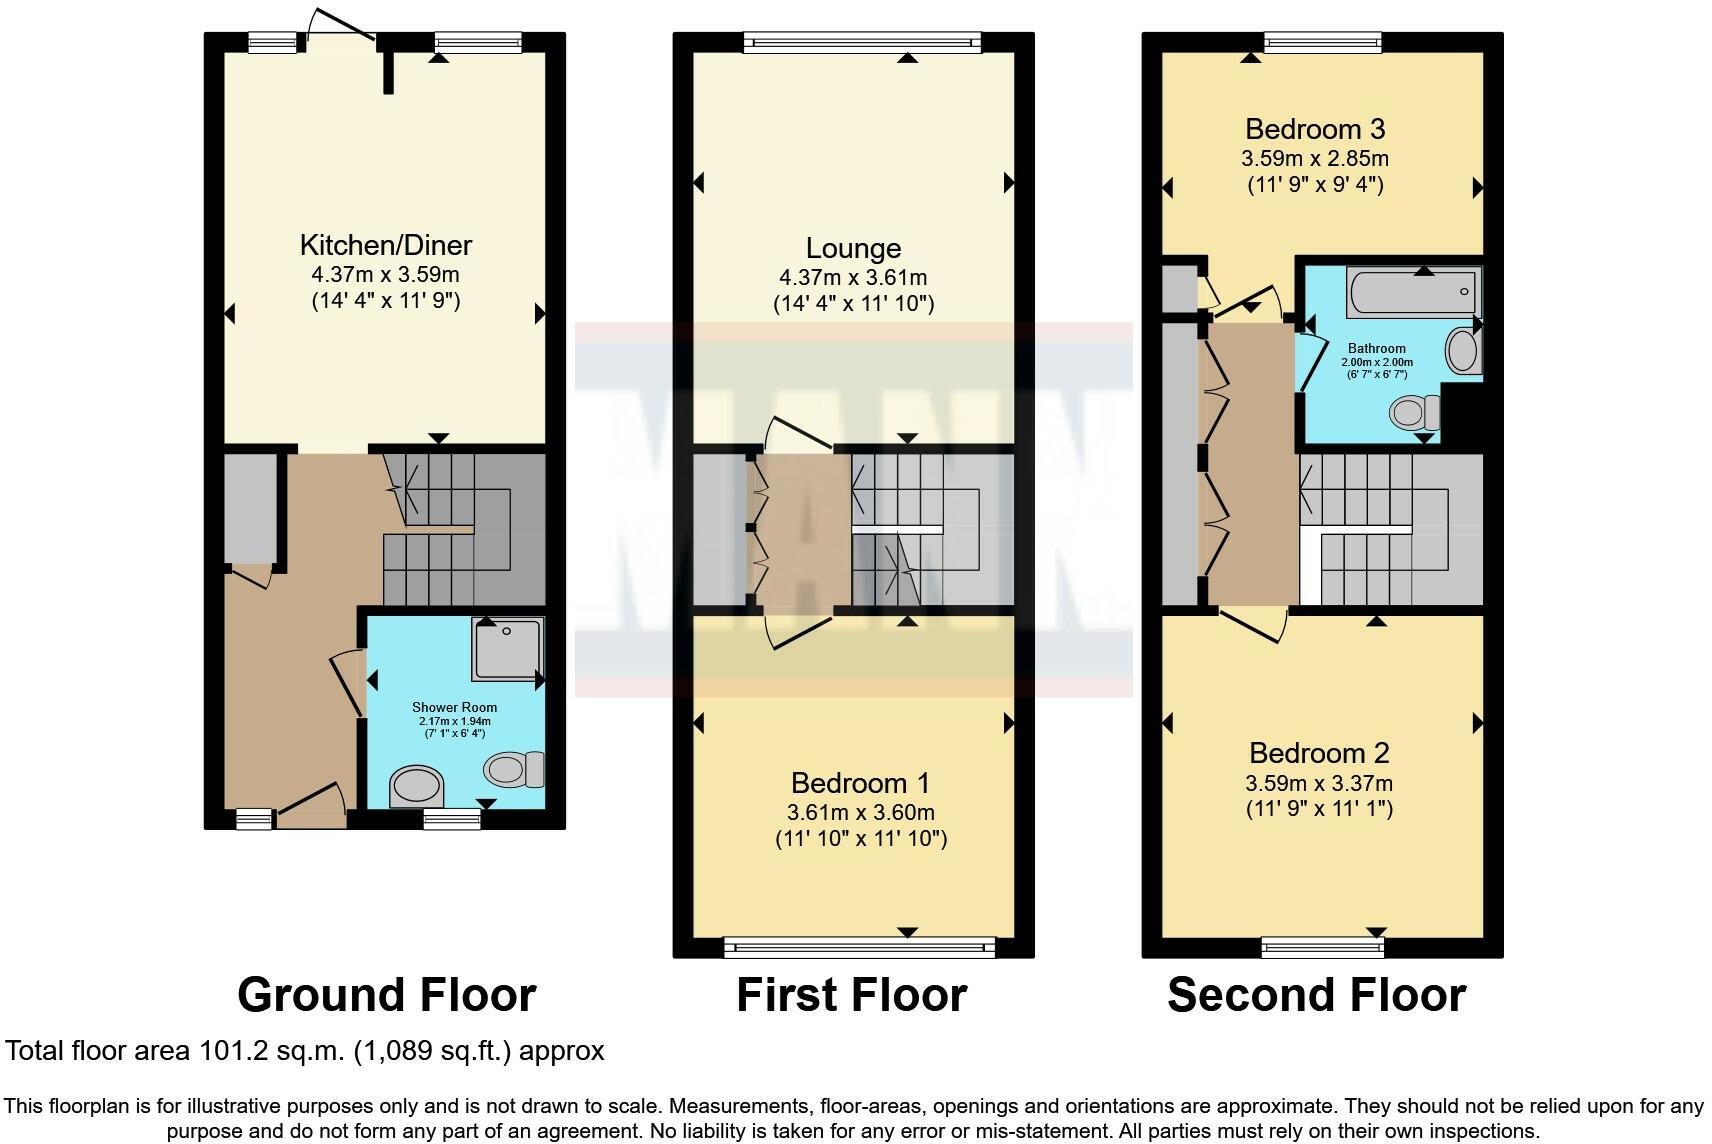 Kitchen/Diner
4.37m x 3.59m
(14' 4" x 11' 9")
Shower Room
2.17m x 1.94m
(7' 1" x 6' 4")
Ground Floor
Lounge
4.37m x 3.61m
(14' 4" x 11' 10")
MANN
Bedroom 1
3.61m x 3.60m
(11' 10" x 11' 10")
First Floor
Bedroom 3
3.59m x 2.85m
(11' 9" x 9' 4")
Bathroom
2.00m x 2.00m
(6' 7" x 6' 7")
Bedroom 2
3.59m x 3.37m
(11' 9" x 11' 1")
Second Floor
Total floor area 101.2 sq.m. (1,089 sq.ft.) approx
This floorplan is for illustrative purposes only and is not drawn to scale. Measurements, floor-areas, openings and orientations are approximate. They should not be relied upon for any
purpose and do not form any part of an agreement. No liability is taken for any error or mis-statement. All parties must rely on their own inspections.